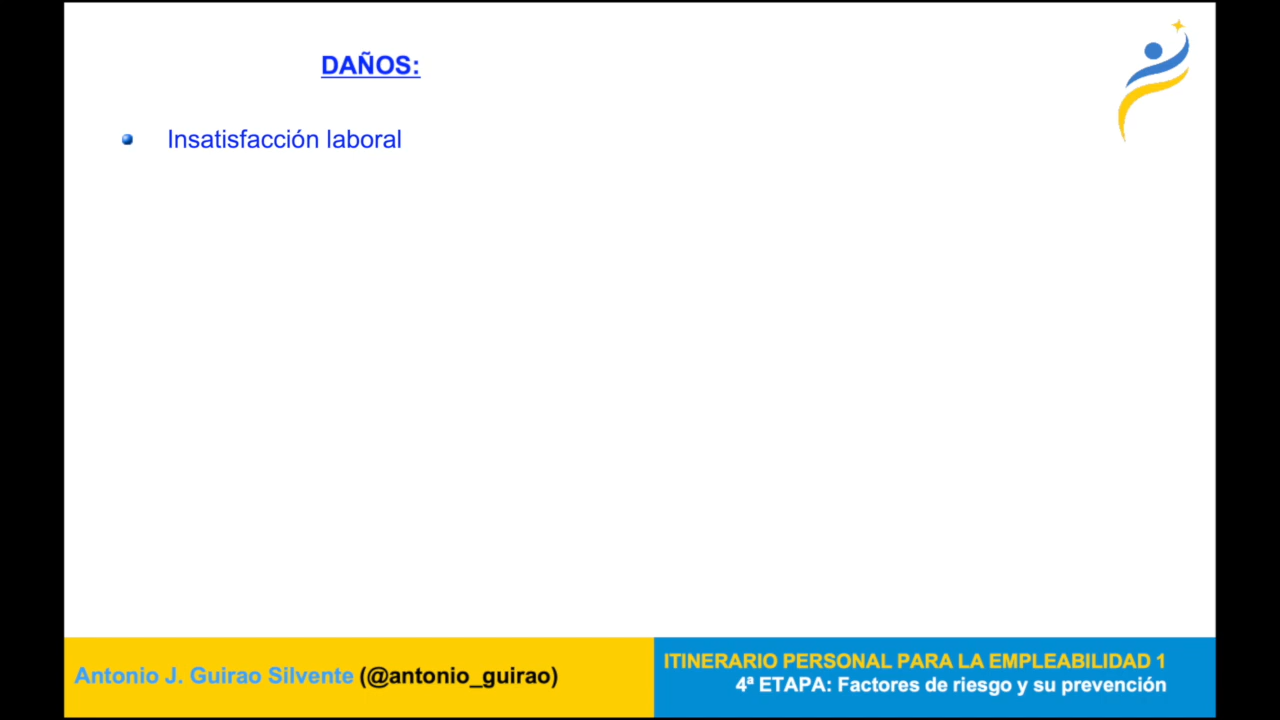 DAÑOS:
Insatisfacción laboral
Antonio J. Guirao Silvente (@antonio_guirao)
ITINERARIO PERSONAL PARA LA EMPLEABILIDAD 1
4ª ETAPA: Factores de riesgo y su prevención